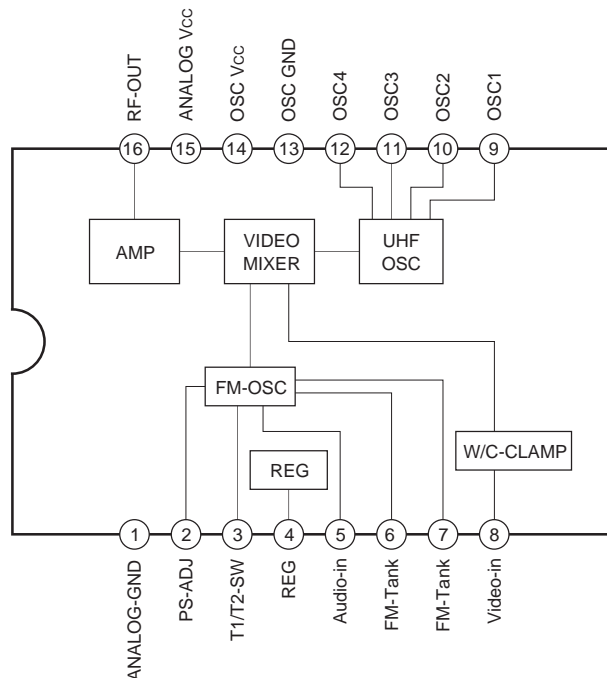 RF-OUT
ANALOG Vcc
OSC Vcc
OSC GND
OSC4
OSC3
OSC2
OSC1
16 15 14 13 12 11 10 9
AMP
VIDEO
MIXER
UHF
OSC
FM-OSC
W/C-CLAMP
REG
1 2 3 4 5 6 7 8
ANALOG-GND
PS-ADJ
T1/T2-SW
REG
Audio-in
FM-Tank
FM-Tank
Video-in